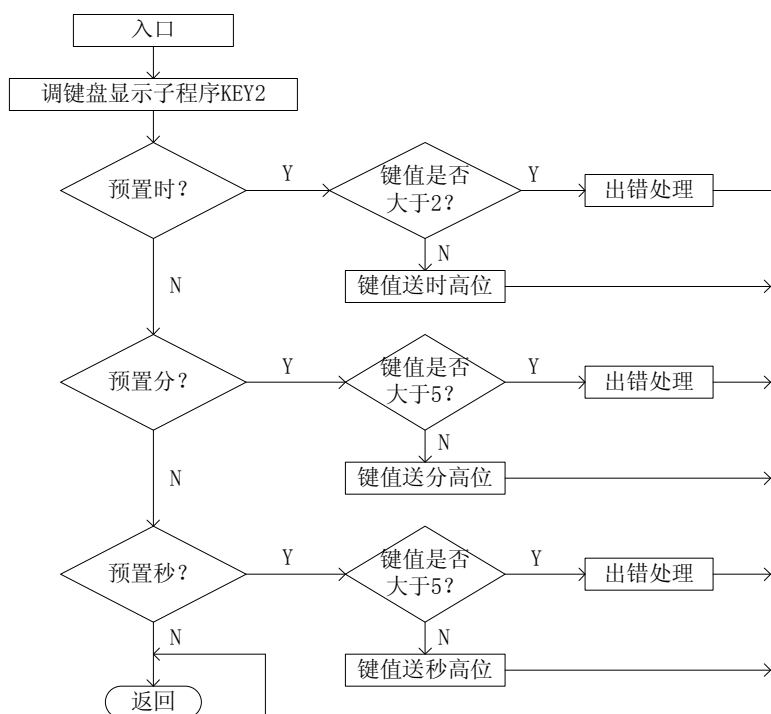 入口
调键盘显示子程序KEY2
预置时?
Y
键值是否
大于2?
Y
出错处理
N
N
键值送时高位
预置分?
Y
键值是否
大于5?
Y
出错处理
N
N
键值送分高位
预置秒?
Y
键值是否
大于5?
Y
出错处理
N
N
键值送秒高位
返回